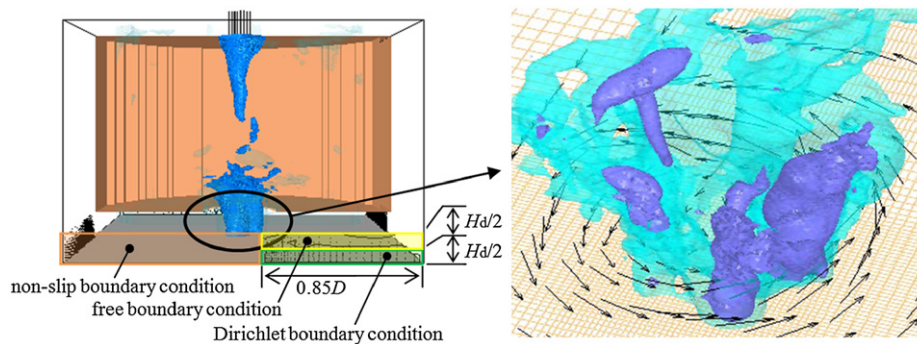 Hd/2
Hd/2
non-slip boundary condition
free boundary condition
0.85D
Dirichlet boundary condition